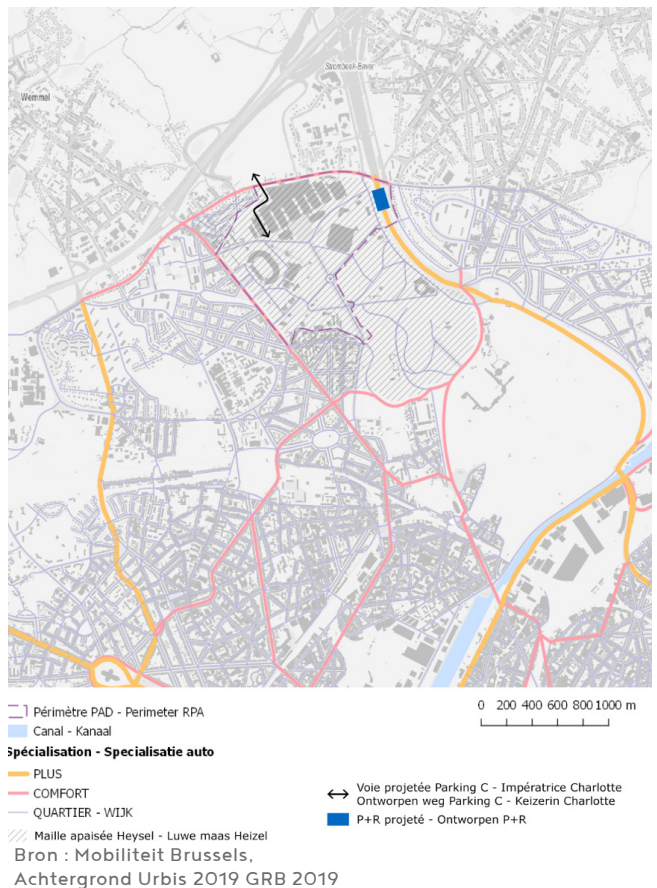 Strombeek-Bever
Wemmel
Périmètre PAD - Perimeter RPA
Canal - Kanaal
Spécialisation - Specialisatie auto
PLUS
COMFORT
QUARTIER - WIJK
Maille apaisée Heysel - Luwe maas Heizel
0 200 400 600 800 1000 m
Voie projetée Parking C - Impératrice Charlotte
Ontworpen weg Parking C - Keizerin Charlotte
P+R projeté - Ontworpen P+R
Bron : Mobiliteit Brussels,
Achtergrond Urbis 2019 GRB 2019